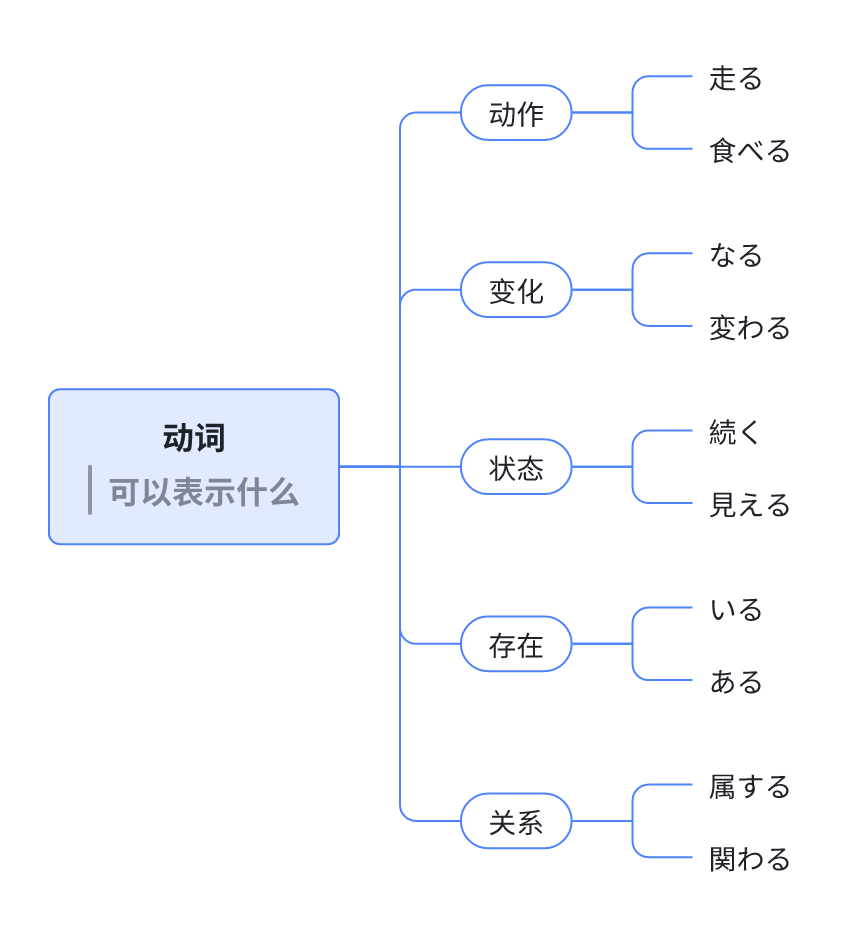 动词
可以表示什么
动作
走る
食べる
变化
なる
変わる
状态
続く
見える
存在
いる
ある
关系
属する
関わる